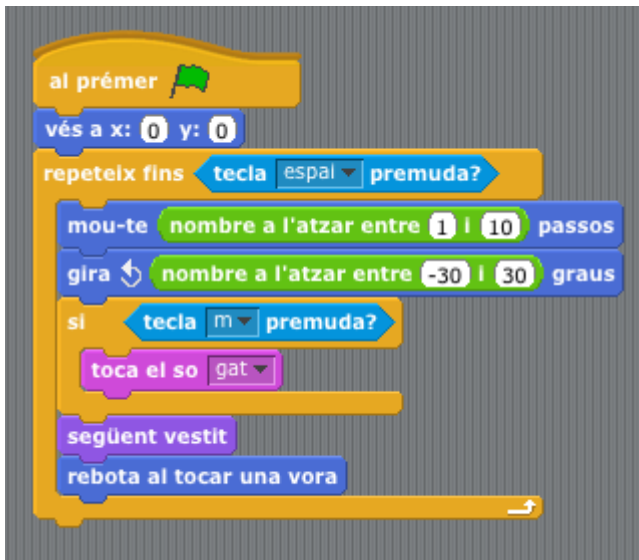 al prémer
vés a x: 0 y: 0
repeteix fins tecla espai premuda?
mou-te nombre a l'atzar entre 1 i 10 passos
gira nombre a l'atzar entre -30 i 30 graus
si tecla m premuda?
toca el so gat
següent vestit
rebota al tocar una vora